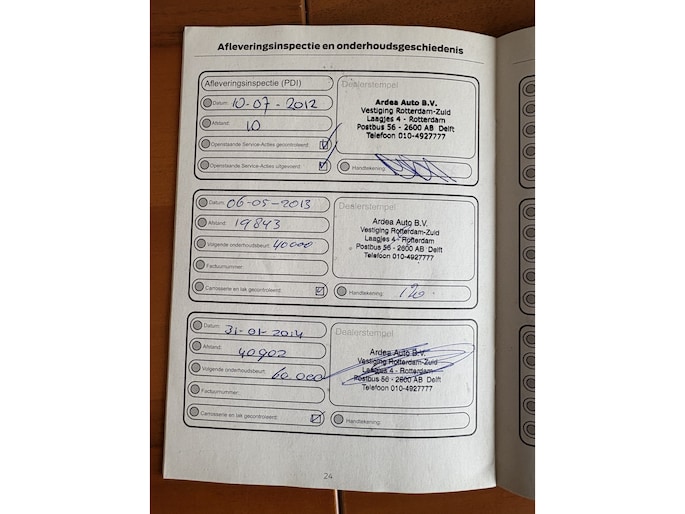 Afleveringsinspectie en onderhoudsgeschiedenis
Afleveringsinspectie (PDI)
Datum: 10-07-2012
Afstand: 10
Openstaande Service-Acties gecontroleerd:
Openstaande Service-Acties uitgevoerd:
Dealerstempel
Ardea Auto B.V.
Vestiging Rotterdam-Zuid
Laagjes 4 - Rotterdam
Postbus 56 - 2600 AB Delft
Telefoon 010-4927777
Handtekening:
Datum: 06-05-2013
Afstand: 19843
Volgende onderhoudsbeurt: 40000
Factuurnummer:
Carrosserie en lak gecontroleerd:
Dealerstempel
Ardea Auto B.V.
Vestiging Rotterdam-Zuid
Laagjes 4 - Rotterdam
Postbus 56 - 2600 AB Delft
Telefoon 010-4927777
Handtekening:
Datum: 31-01-2014
Afstand: 40902
Volgende onderhoudsbeurt: 60.000
Factuurnummer:
Carrosserie en lak gecontroleerd:
Dealerstempel
Ardea Auto B.V.
Vestiging Rotterdam-Zuid
Laagjes 4 - Rotterdam
Postbus 56 - 2600 AB Delft
Telefoon 010-4927777
Handtekening:
24